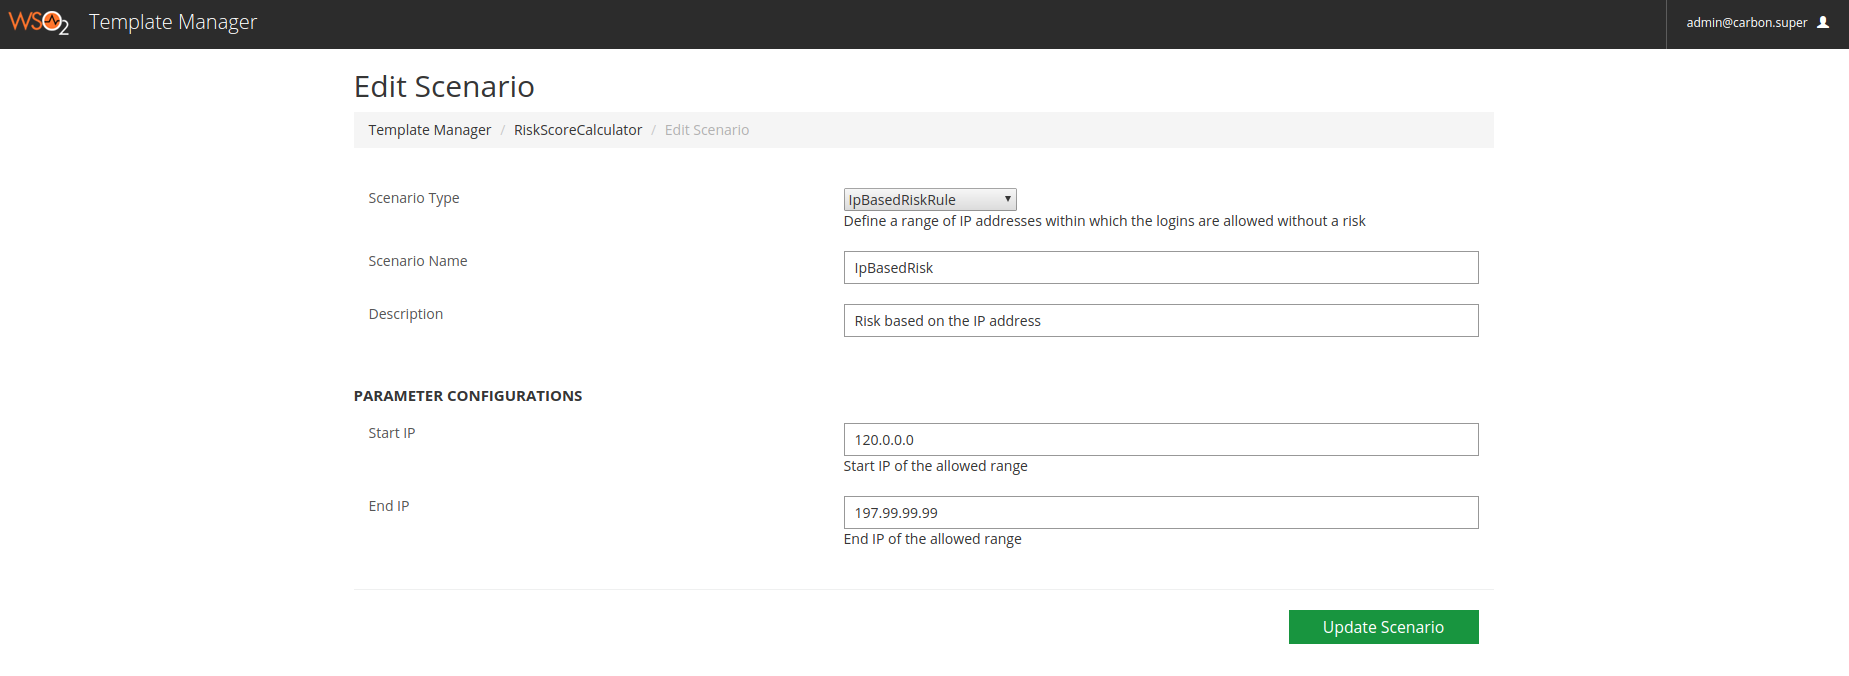 WSO2 Template Manager admin@carbon.super
Edit Scenario
Template Manager / RiskScoreCalculator / Edit Scenario
Scenario Type IpBasedRiskRule
Define a range of IP addresses within which the logins are allowed without a risk
Scenario Name IpBasedRisk
Description Risk based on the IP address
PARAMETER CONFIGURATIONS
Start IP 120.0.0.0
Start IP of the allowed range
End IP 197.99.99.99
End IP of the allowed range
Update Scenario